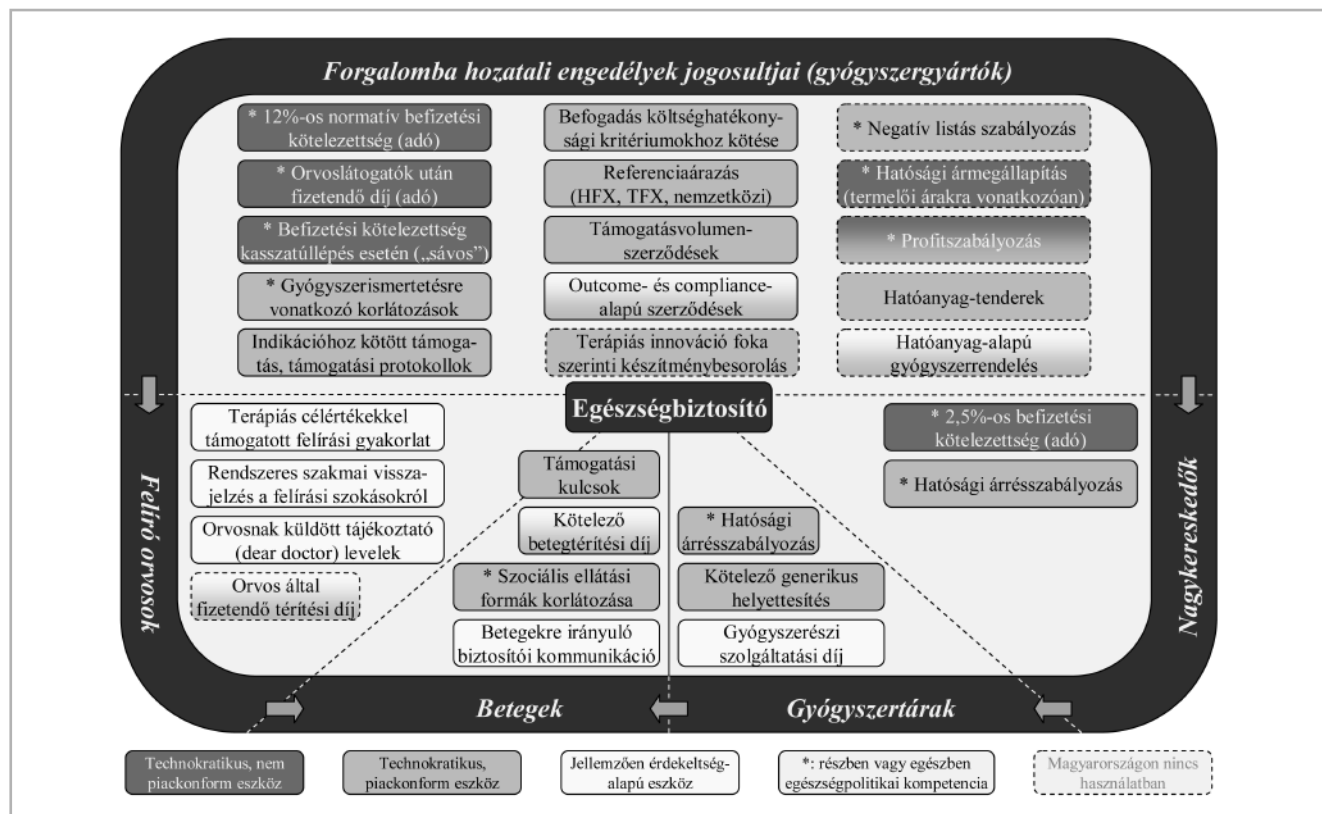 Forgalomba hozatali engedélyek jogosultjai (gyógyszergyártók)
* 12%-os normatív befizetési
kötelezettség (adó)
* Orvoslátogatók után
fizetendő díj (adó)
* Befizetési kötelezettség
kasszatúllépés esetén („sávos”)
* Gyógyszerismertetésre
vonatkozó korlátozások
Indikációhoz kötött támoga-
tás, támogatási protokollok
Befogadás költséghatékony-
sági kritériumokhoz kötése
Referenciaárazás
(HFX, TFX, nemzetközi)
Támogatásvolumen-
szerződések
Outcome- és compliance-
alapú szerződések
Terápiás innováció foka
szerinti készítménybesorolás
* Negatív listás szabályozás
* Hatósági ármegállapítás
(termelői árakra vonatkozóan)
* Profitszabályozás
Hatóanyag-tenderek
Hatóanyag-alapú
gyógyszerrendelés
Egészségbiztosító
Felíró orvosok
Terápiás célértékekkel
támogatott felírási gyakorlat
Rendszeres szakmai vissza-
jelzés a felírási szokásokról
Orvosnak küldött tájékoztató
(dear doctor) levelek
Orvos által
fizetendő térítési díj
Támogatási
kulcsok
Kötelező
betegtérítési díj
* Szociális ellátási
formák korlátozása
Betegekre irányuló
biztosítói kommunikáció
* Hatósági
árrésszabályozás
Kötelező generikus
helyettesítés
Gyógyszerészi
szolgáltatási díj
* 2,5%-os befizetési
kötelezettség (adó)
* Hatósági árrésszabályozás
Nagykereskedők
Betegek
Gyógyszertárak
Technokratikus, nem
piackonform eszköz
Technokratikus,
piackonform eszköz
Jellemzően érdekeltség-
alapú eszköz
*: részben vagy egészben
egészségpolitikai kompetencia
Magyarországon nincs
használatban